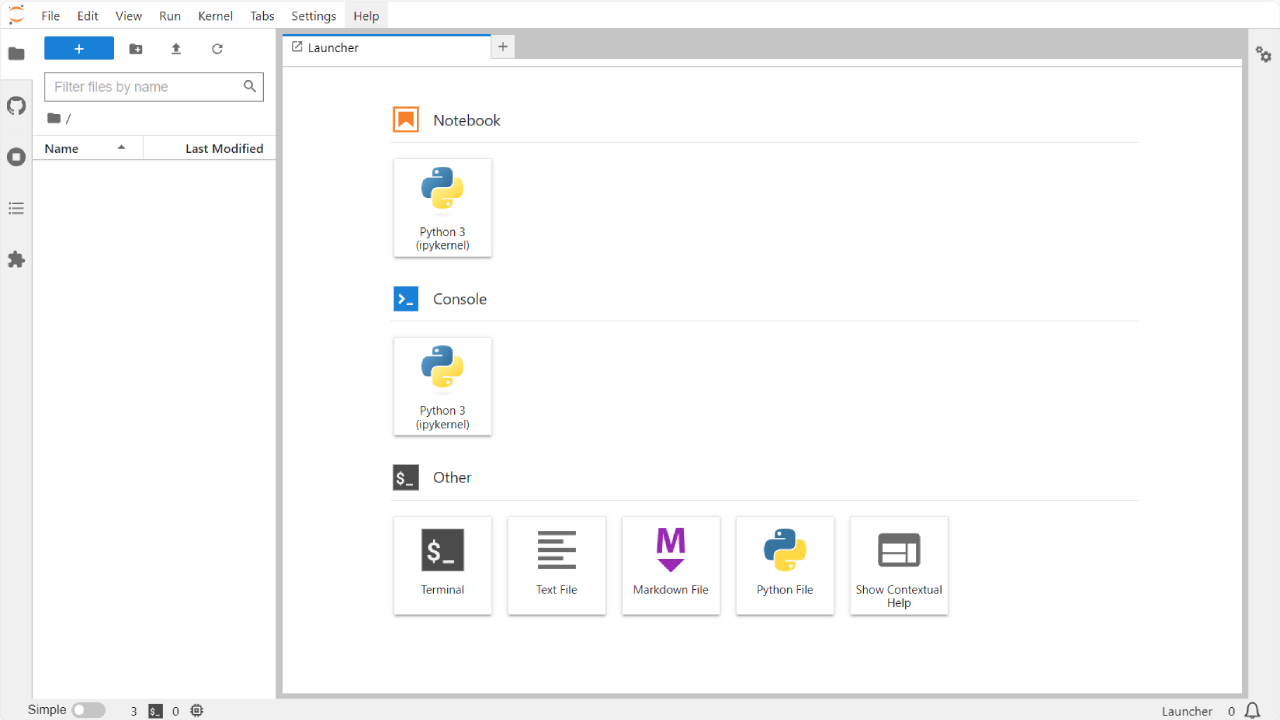 File Edit View Run Kernel Tabs Settings Help
Launcher
Filter files by name
/
Name Last Modified
Notebook
Python 3
(ipykernel)
Console
Python 3
(ipykernel)
$_ Other
$_
Terminal
Text File
M
Markdown File
Python File
Show Contextual
Help
Simple 3 $_ 0 Launcher 0